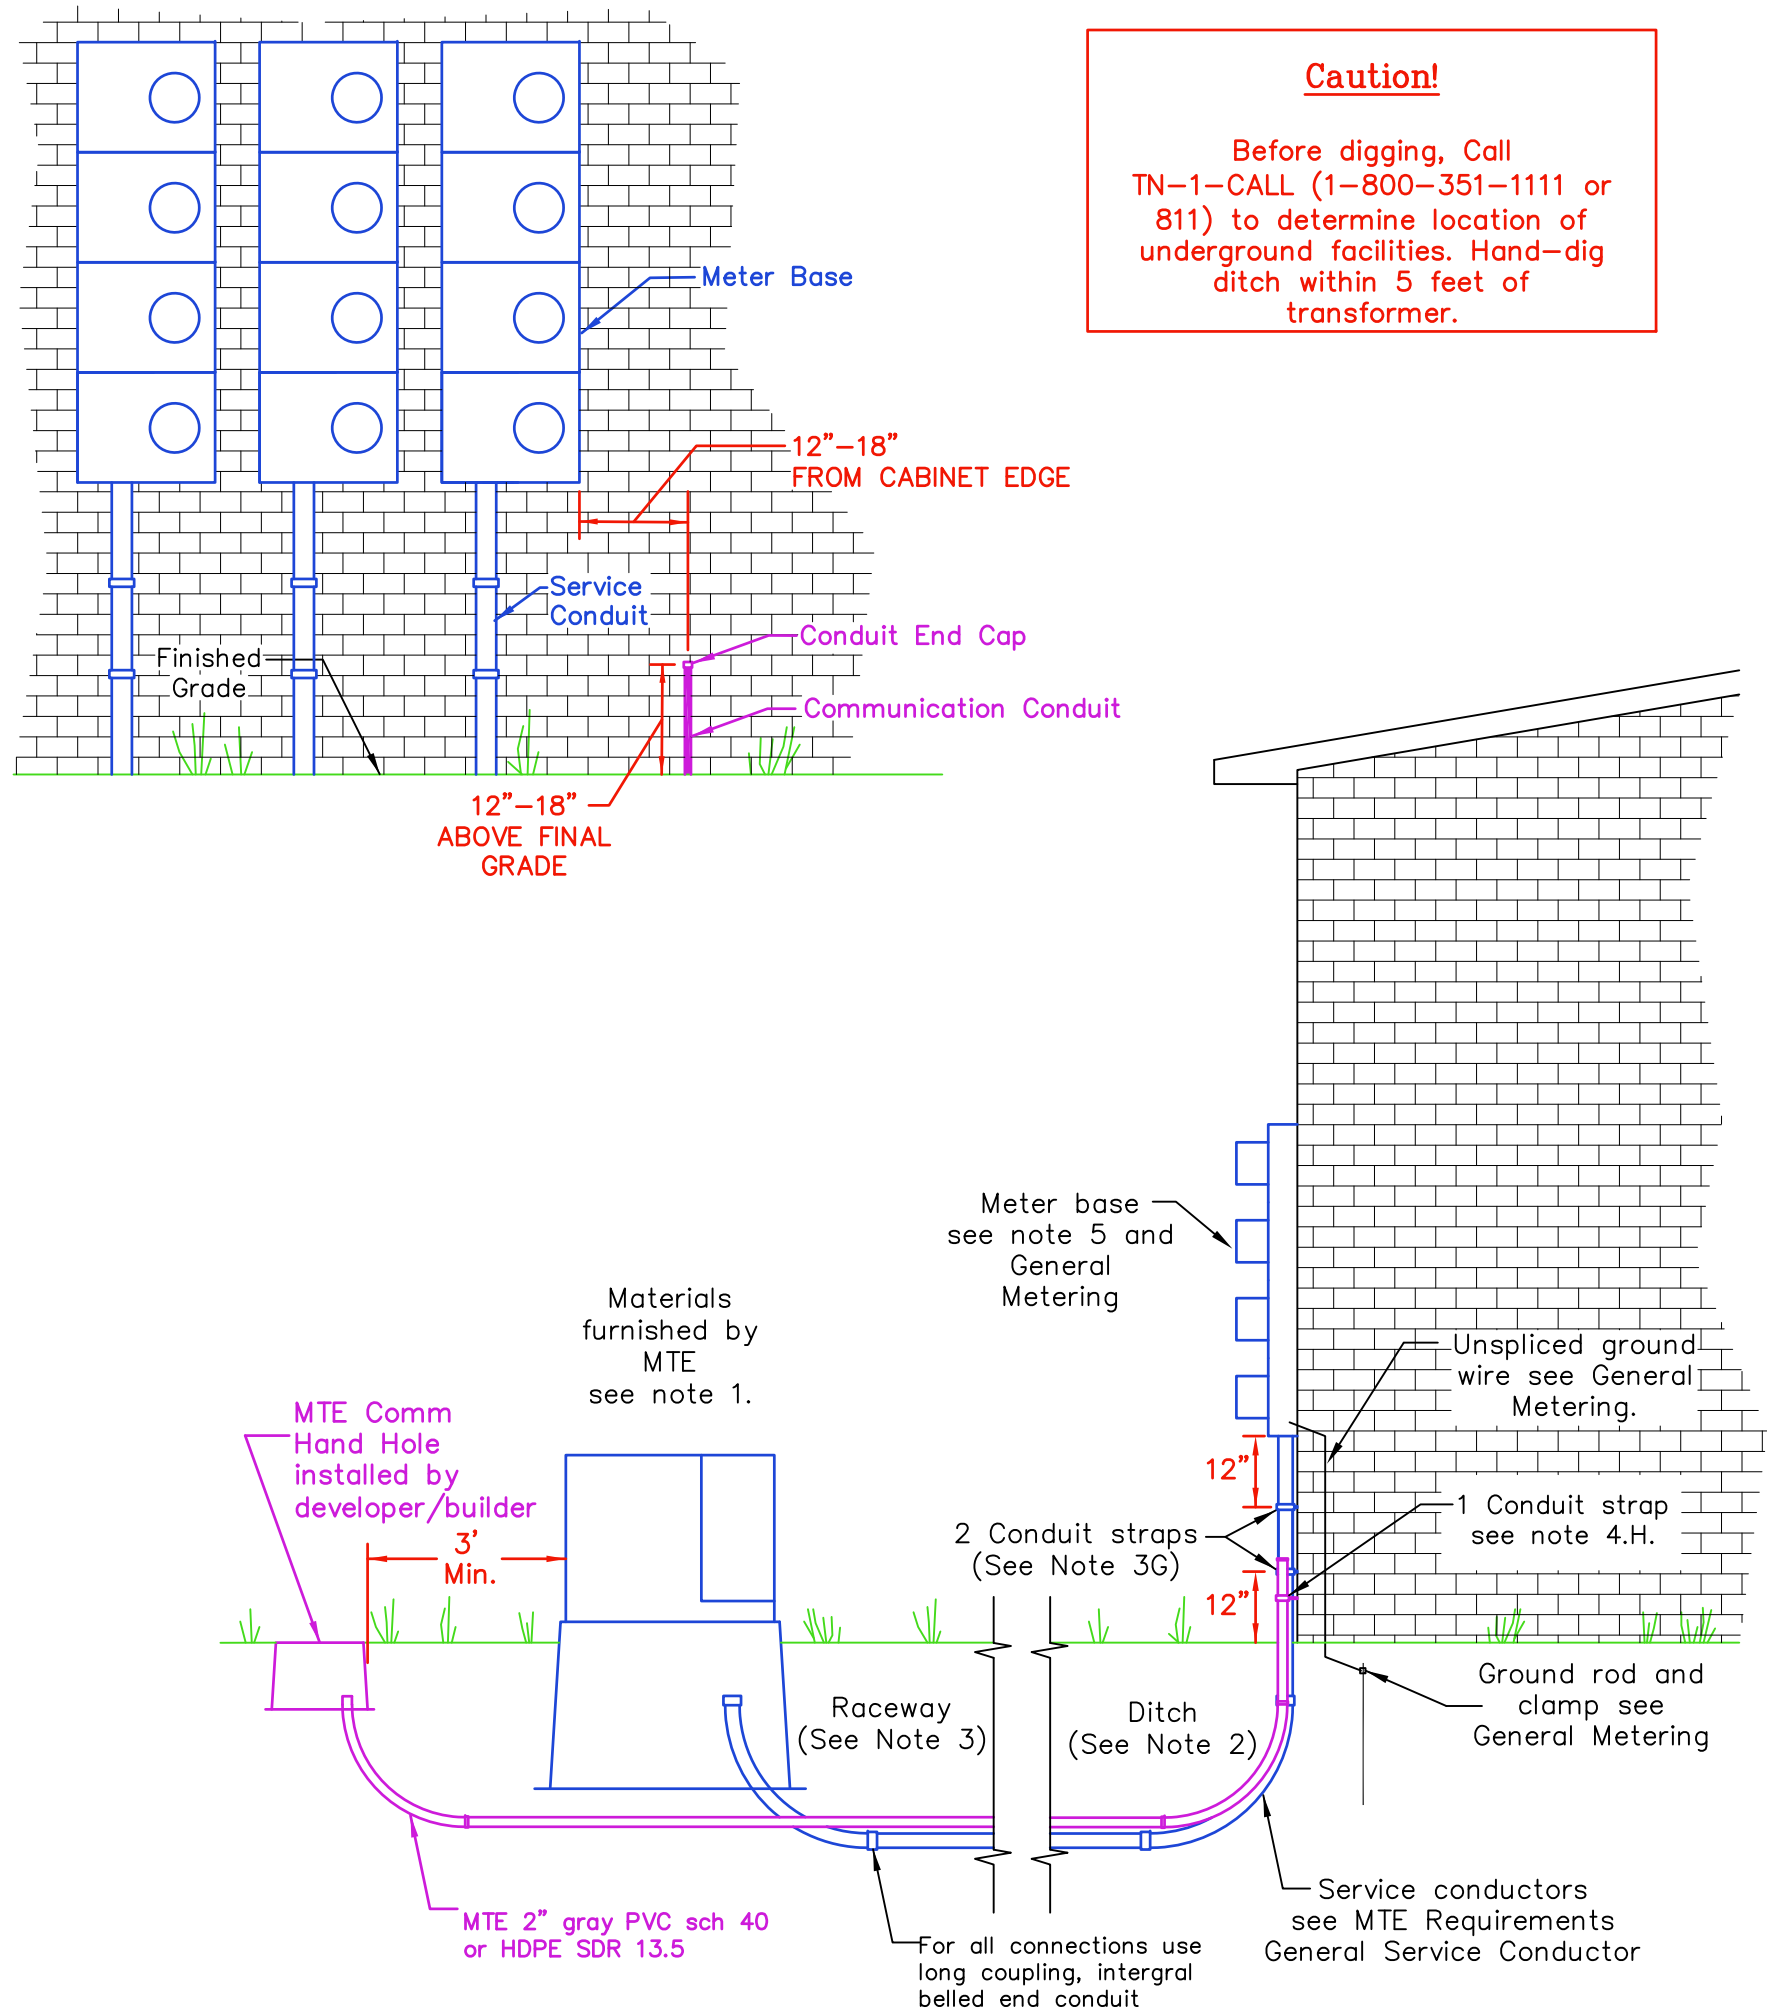 Caution!
Before digging, Call
TN-1-CALL (1-800-351-1111 or
811) to determine location of
underground facilities. Hand-dig
ditch within 5 feet of
transformer.
Meter Base
12"-18"
FROM CABINET EDGE
Service
Conduit
Conduit End Cap
Finished
Grade
Communication Conduit
12"-18"
ABOVE FINAL
GRADE
Meter base
see note 5 and
General
Metering
Materials
furnished by
MTE
see note 1.
Unspliced ground
wire see General
Metering.
MTE Comm
Hand Hole
installed by
developer/builder
3'
Min.
12"
1 Conduit strap
see note 4.H.
2 Conduit straps
(See Note 3G)
12"
Raceway
(See Note 3)
Ditch
(See Note 2)
Ground rod and
clamp see
General Metering
MTE 2" gray PVC sch 40
or HDPE SDR 13.5
Service conductors
see MTE Requirements
General Service Conductor
For all connections use
long coupling, intergral
belled end conduit